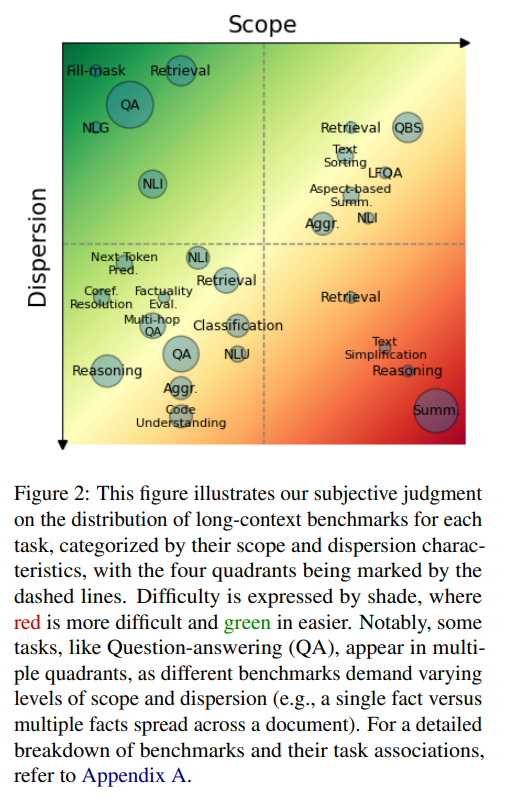 Scope
Dispersion
Fill-mask
Retrieval
QA
NLG
NLI
Retrieval
QBS
Text
Sorting
LFQA
Aspect-based
Summ.
Aggr.
NLI
Next Token
Pred.
NLI
Retrieval
Coref.
Resolution
Factuality
Eval.
Multi-hop
QA
Classification
QA
NLU
Reasoning
Aggr.
Code
Understanding
Retrieval
Text
Simplification
Reasoning
Summ.
Figure 2: This figure illustrates our subjective judgment
on the distribution of long-context benchmarks for each
task, categorized by their scope and dispersion charac-
teristics, with the four quadrants being marked by the
dashed lines. Difficulty is expressed by shade, where
red is more difficult and green in easier. Notably, some
tasks, like Question-answering (QA), appear in multi-
ple quadrants, as different benchmarks demand varying
levels of scope and dispersion (e.g., a single fact versus
multiple facts spread across a document). For a detailed
breakdown of benchmarks and their task associations,
refer to Appendix A.